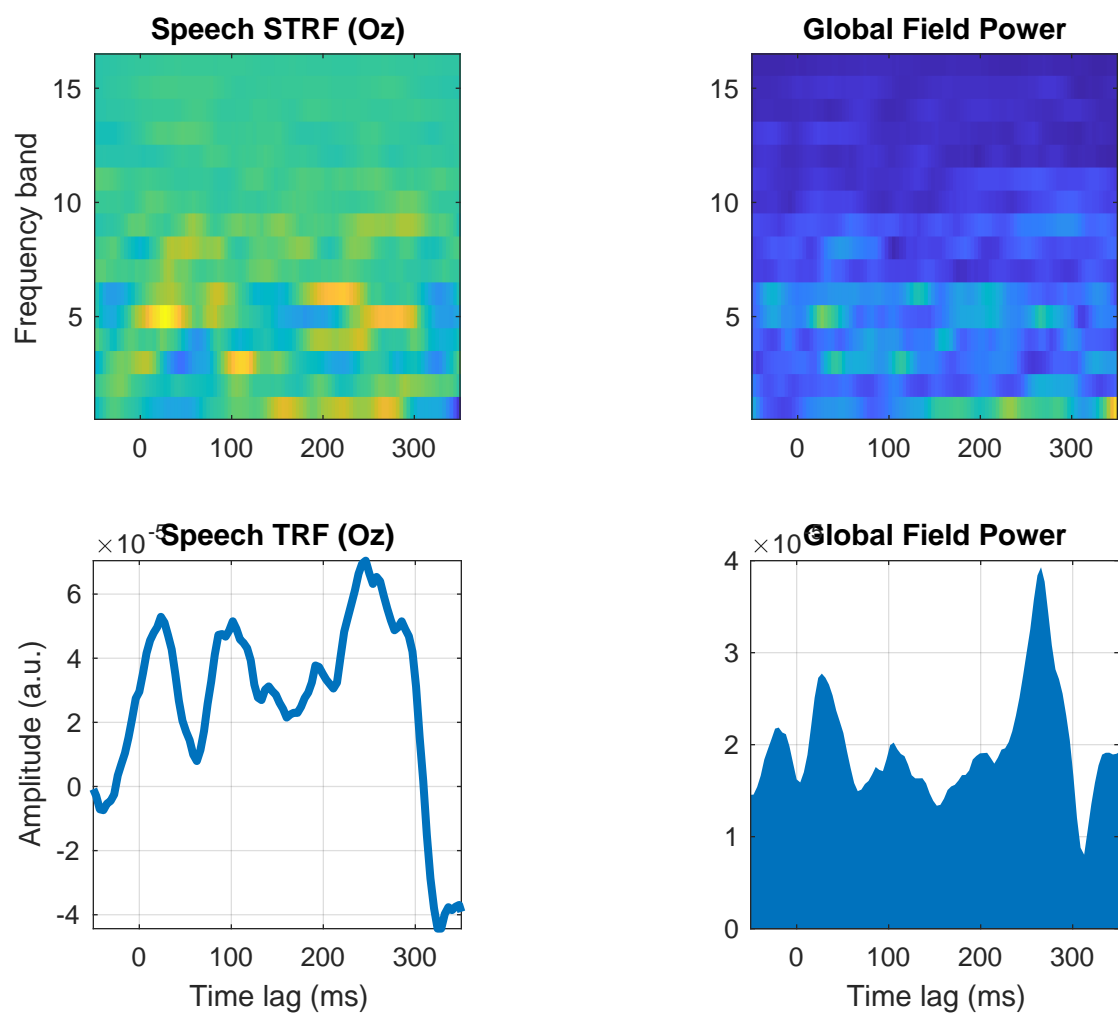 Speech STRF (Oz)
Frequency band
15
10
5
0 100 200 300
Global Field Power
15
10
5
0 100 200 300
×10^-5
Speech TRF (Oz)
Amplitude (a.u.)
6
4
2
0
-2
-4
0 100 200 300
Time lag (ms)
×10^-5
Global Field Power
4
3
2
1
0
0 100 200 300
Time lag (ms)